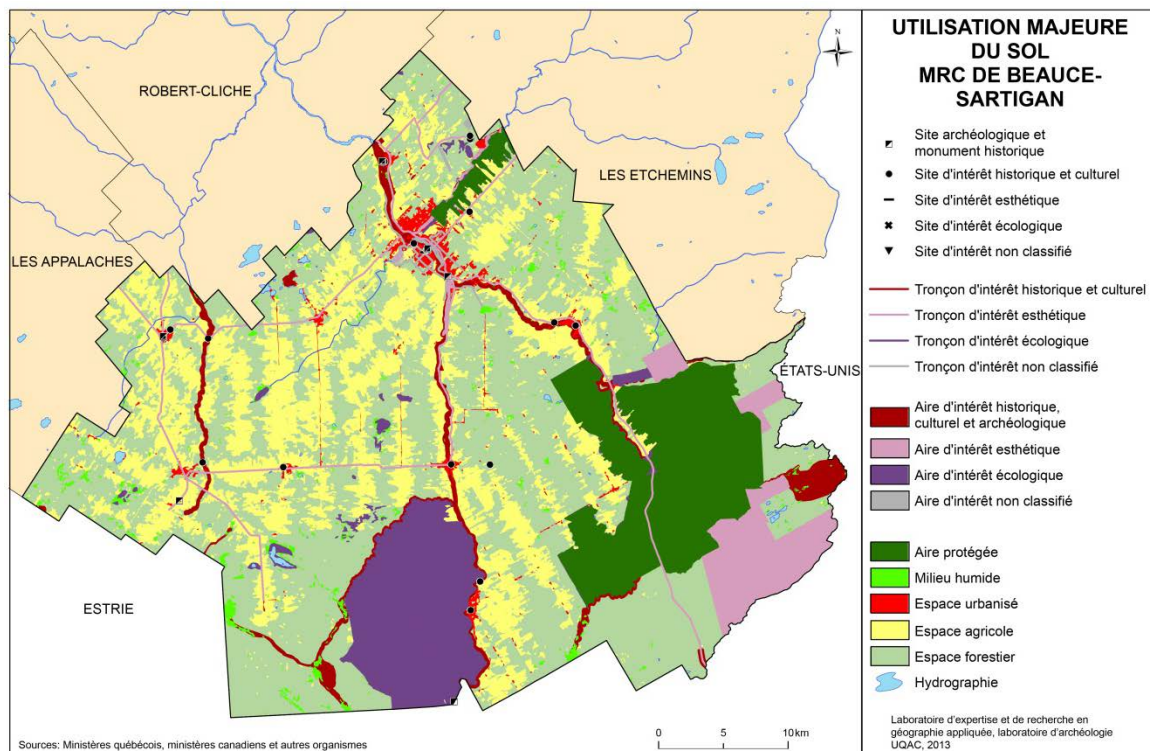 UTILISATION MAJEURE
DU SOL
MRC DE BEAUCE-
SARTIGAN
N
ROBERT-CLICHE
LES ETCHEMINS
LES APPALACHES
ÉTATS-UNIS
ESTRIE
Site archéologique et
monument historique
Site d'intérêt historique et culturel
Site d'intérêt esthétique
Site d'intérêt écologique
Site d'intérêt non classifié
Tronçon d'intérêt historique et culturel
Tronçon d'intérêt esthétique
Tronçon d'intérêt écologique
Tronçon d'intérêt non classifié
Aire d'intérêt historique,
culturel et archéologique
Aire d'intérêt esthétique
Aire d'intérêt écologique
Aire d'intérêt non classifié
Aire protégée
Milieu humide
Espace urbanisé
Espace agricole
Espace forestier
Hydrographie
0 5 10 km
Sources: Ministères québécois, ministères canadiens et autres organismes
Laboratoire d'expertise et de recherche en
géographie appliquée, laboratoire d'archéologie
UQAC, 2013